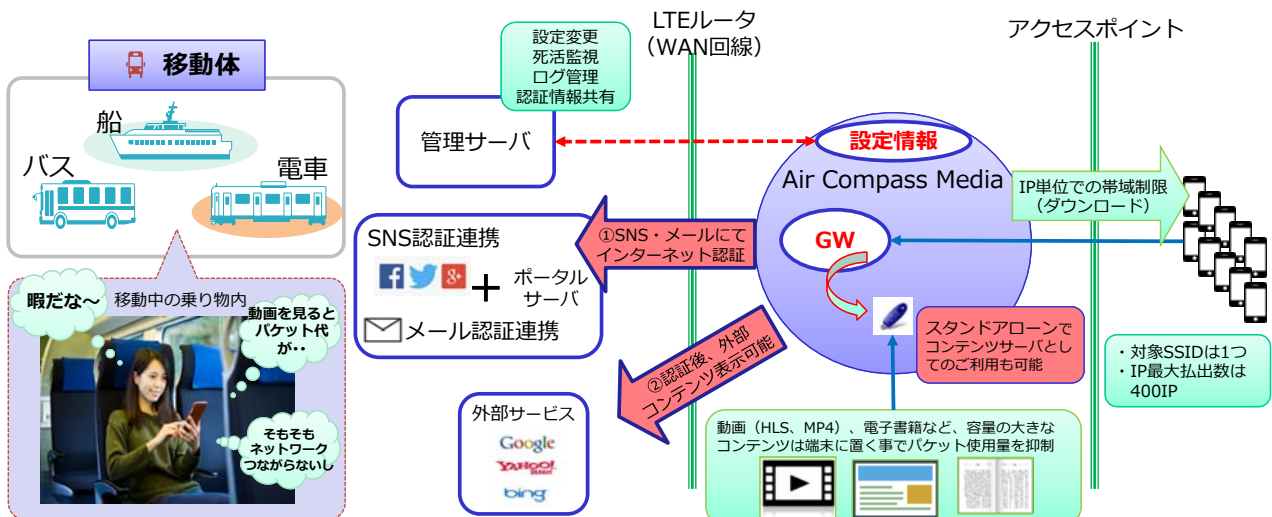 移動体
船
バス
電車
暇だな～
移動中の乗り物内
動画を見ると
パケット代
が・・
そもそも
ネットワーク
つながらないし
設定変更
死活監視
ログ管理
認証情報共有
管理サーバ
LTEルータ
（WAN回線）
アクセスポイント
設定情報
Air Compass Media
GW
IP単位での帯域制限
（ダウンロード）
①SNS・メールにて
インターネット認証
SNS認証連携
f
8+
＋
ポータル
サーバ
メール認証連携
②認証後、外部
コンテンツ表示可能
スタンドアローンで
コンテンツサーバとし
てのご利用も可能
・対象SSIDは1つ
・IP最大払出数は
400IP
外部サービス
Google
YAHOO!
JAPAN
bing
動画（HLS、MP4）、電子書籍など、容量の大きな
コンテンツは端末に置く事でパケット使用量を抑制